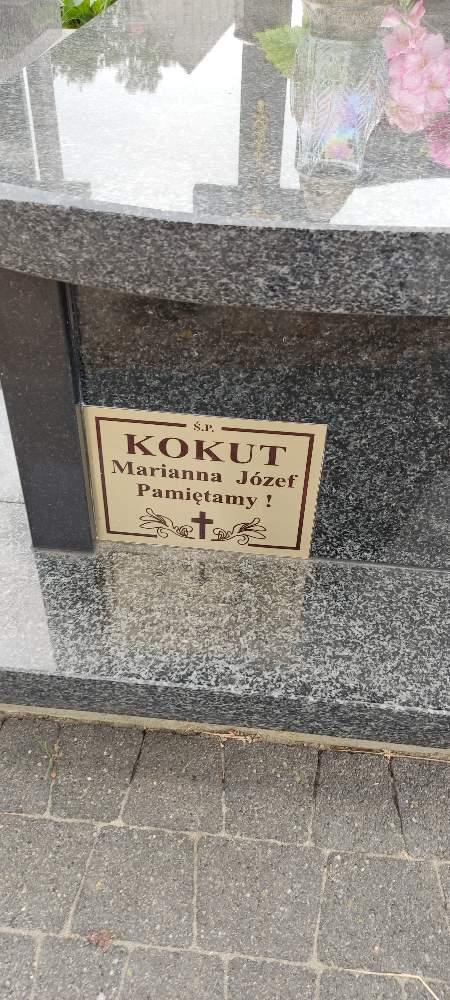 Ś.P.
KOKUT
Marianna Józef
Pamiętamy !